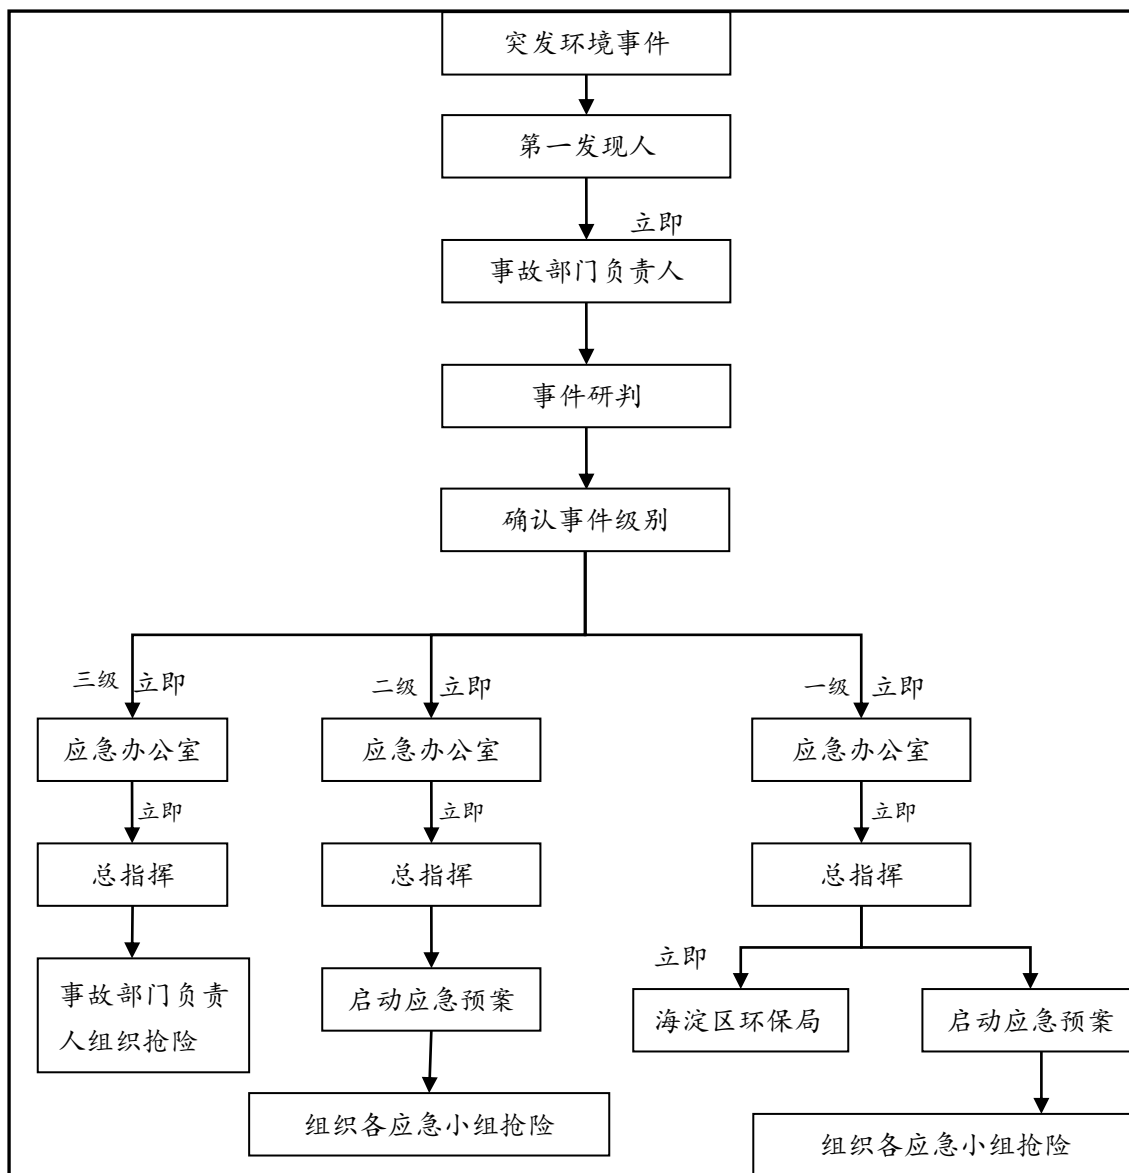 突发环境事件
第一发现人
立即
事故部门负责人
事件研判
确认事件级别
三级 立即
二级 立即
一级 立即
应急办公室
应急办公室
应急办公室
立即
立即
立即
总指挥
总指挥
总指挥
立即
事故部门负责
人组织抢险
启动应急预案
海淀区环保局
启动应急预案
组织各应急小组抢险
组织各应急小组抢险